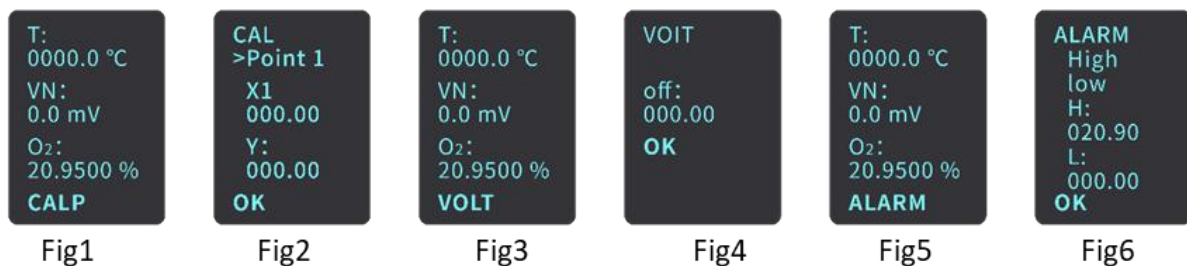 T:
0000.0 ℃
VN:
0.0 mV
O₂:
20.9500 %
CALP
Fig1
CAL
>Point 1
X1
000.00
Y:
000.00
OK
Fig2
T:
0000.0 ℃
VN:
0.0 mV
O₂:
20.9500 %
VOLT
Fig3
VOIT
off:
000.00
OK
Fig4
T:
0000.0 ℃
VN:
0.0 mV
O₂:
20.9500 %
ALARM
Fig5
ALARM
High
low
H:
020.90
L:
000.00
OK
Fig6